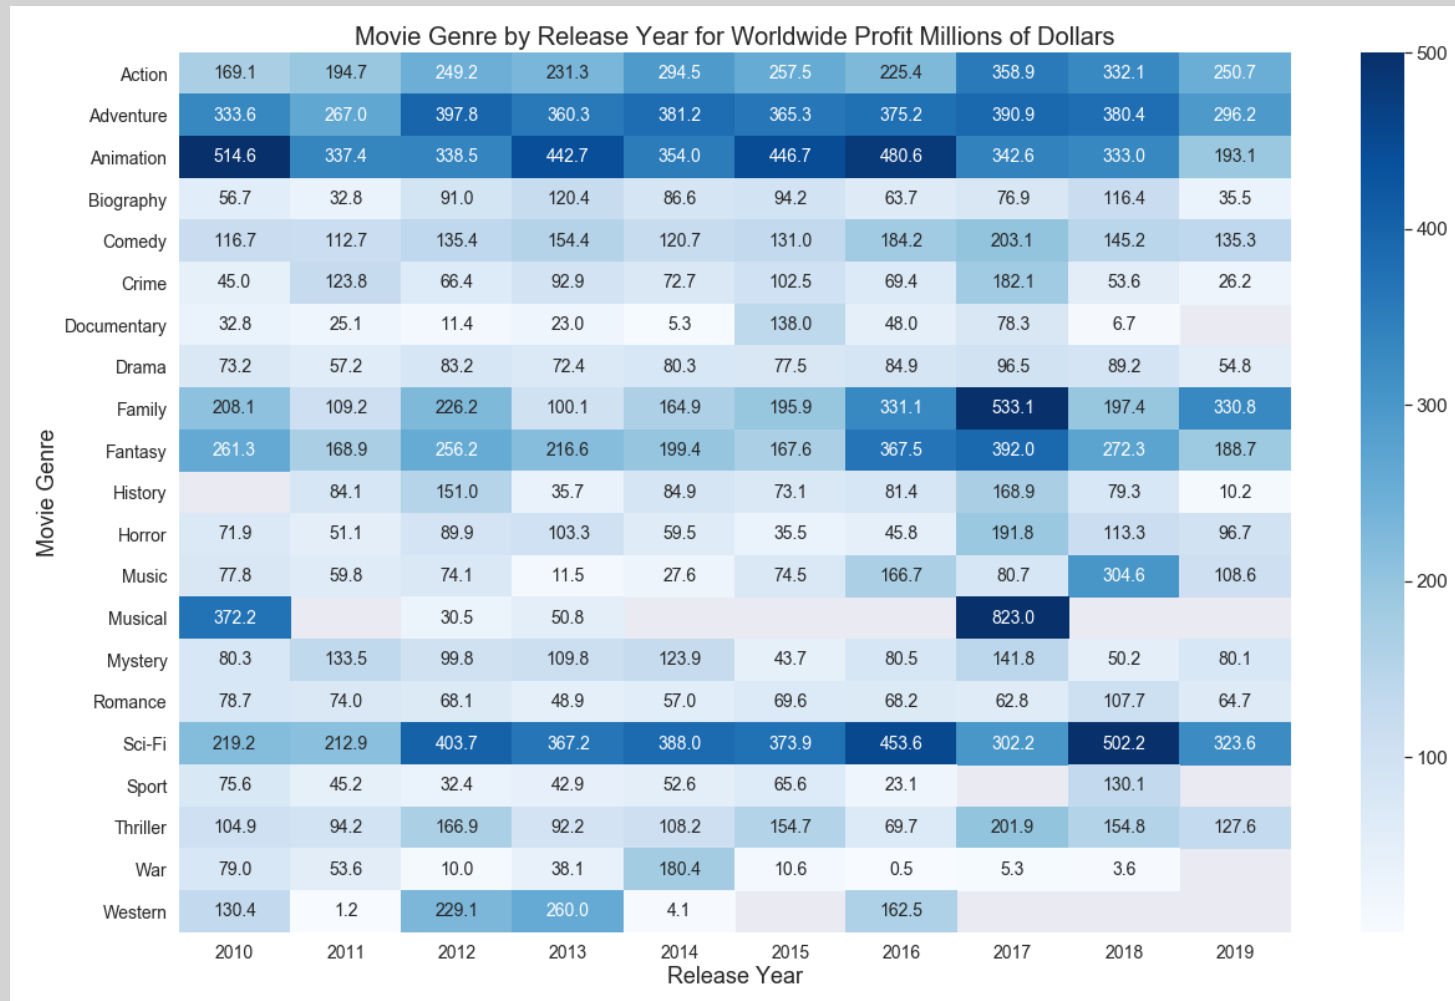 Movie Genre by Release Year for Worldwide Profit Millions of Dollars
Action 169.1 194.7 249.2 231.3 294.5 257.5 225.4 358.9 332.1 250.7
Adventure 333.6 267.0 397.8 360.3 381.2 365.3 375.2 390.9 380.4 296.2
Animation 514.6 337.4 338.5 442.7 354.0 446.7 480.6 342.6 333.0 193.1
Biography 56.7 32.8 91.0 120.4 86.6 94.2 63.7 76.9 116.4 35.5
Comedy 116.7 112.7 135.4 154.4 120.7 131.0 184.2 203.1 145.2 135.3
Crime 45.0 123.8 66.4 92.9 72.7 102.5 69.4 182.1 53.6 26.2
Documentary 32.8 25.1 11.4 23.0 5.3 138.0 48.0 78.3 6.7
Drama 73.2 57.2 83.2 72.4 80.3 77.5 84.9 96.5 89.2 54.8
Family 208.1 109.2 226.2 100.1 164.9 195.9 331.1 533.1 197.4 330.8
Fantasy 261.3 168.9 256.2 216.6 199.4 167.6 367.5 392.0 272.3 188.7
History 84.1 151.0 35.7 84.9 73.1 81.4 168.9 79.3 10.2
Horror 71.9 51.1 89.9 103.3 59.5 35.5 45.8 191.8 113.3 96.7
Music 77.8 59.8 74.1 11.5 27.6 74.5 166.7 80.7 304.6 108.6
Musical 372.2 30.5 50.8 823.0
Mystery 80.3 133.5 99.8 109.8 123.9 43.7 80.5 141.8 50.2 80.1
Romance 78.7 74.0 68.1 48.9 57.0 69.6 68.2 62.8 107.7 64.7
Sci-Fi 219.2 212.9 403.7 367.2 388.0 373.9 453.6 302.2 502.2 323.6
Sport 75.6 45.2 32.4 42.9 52.6 65.6 23.1 130.1
Thriller 104.9 94.2 166.9 92.2 108.2 154.7 69.7 201.9 154.8 127.6
War 79.0 53.6 10.0 38.1 180.4 10.6 0.5 5.3 3.6
Western 130.4 1.2 229.1 260.0 4.1 162.5
2010 2011 2012 2013 2014 2015 2016 2017 2018 2019
Release Year
Movie Genre
500
400
300
200
100